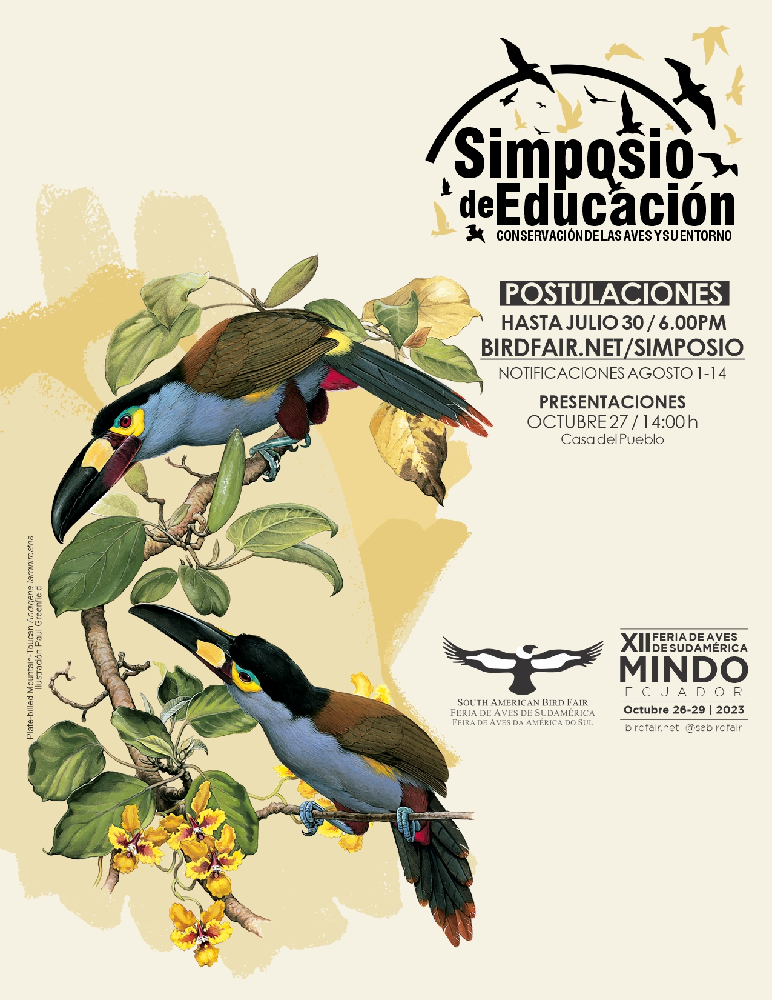 Simposio
de Educación
CONSERVACIÓN DE LAS AVES Y SU ENTORNO
POSTULACIONES
HASTA JULIO 30 / 6.00PM
BIRDFAIR.NET/SIMPOSIO
NOTIFICACIONES AGOSTO 1-14
PRESENTACIONES
OCTUBRE 27 / 14:00 h
Casa del Pueblo
Plate-billed Mountain-Toucan Andigena laminirostris
Ilustración Paul Greenfield
SOUTH AMERICAN BIRD FAIR
FERIA DE AVES DE SUDAMÉRICA
FEIRA DE AVES DA AMÉRICA DO SUL
XII FERIA DE AVES
DE SUDAMÉRICA
MINDO
ECUADOR
Octubre 26-29 | 2023
birdfair.net @sabirdfair